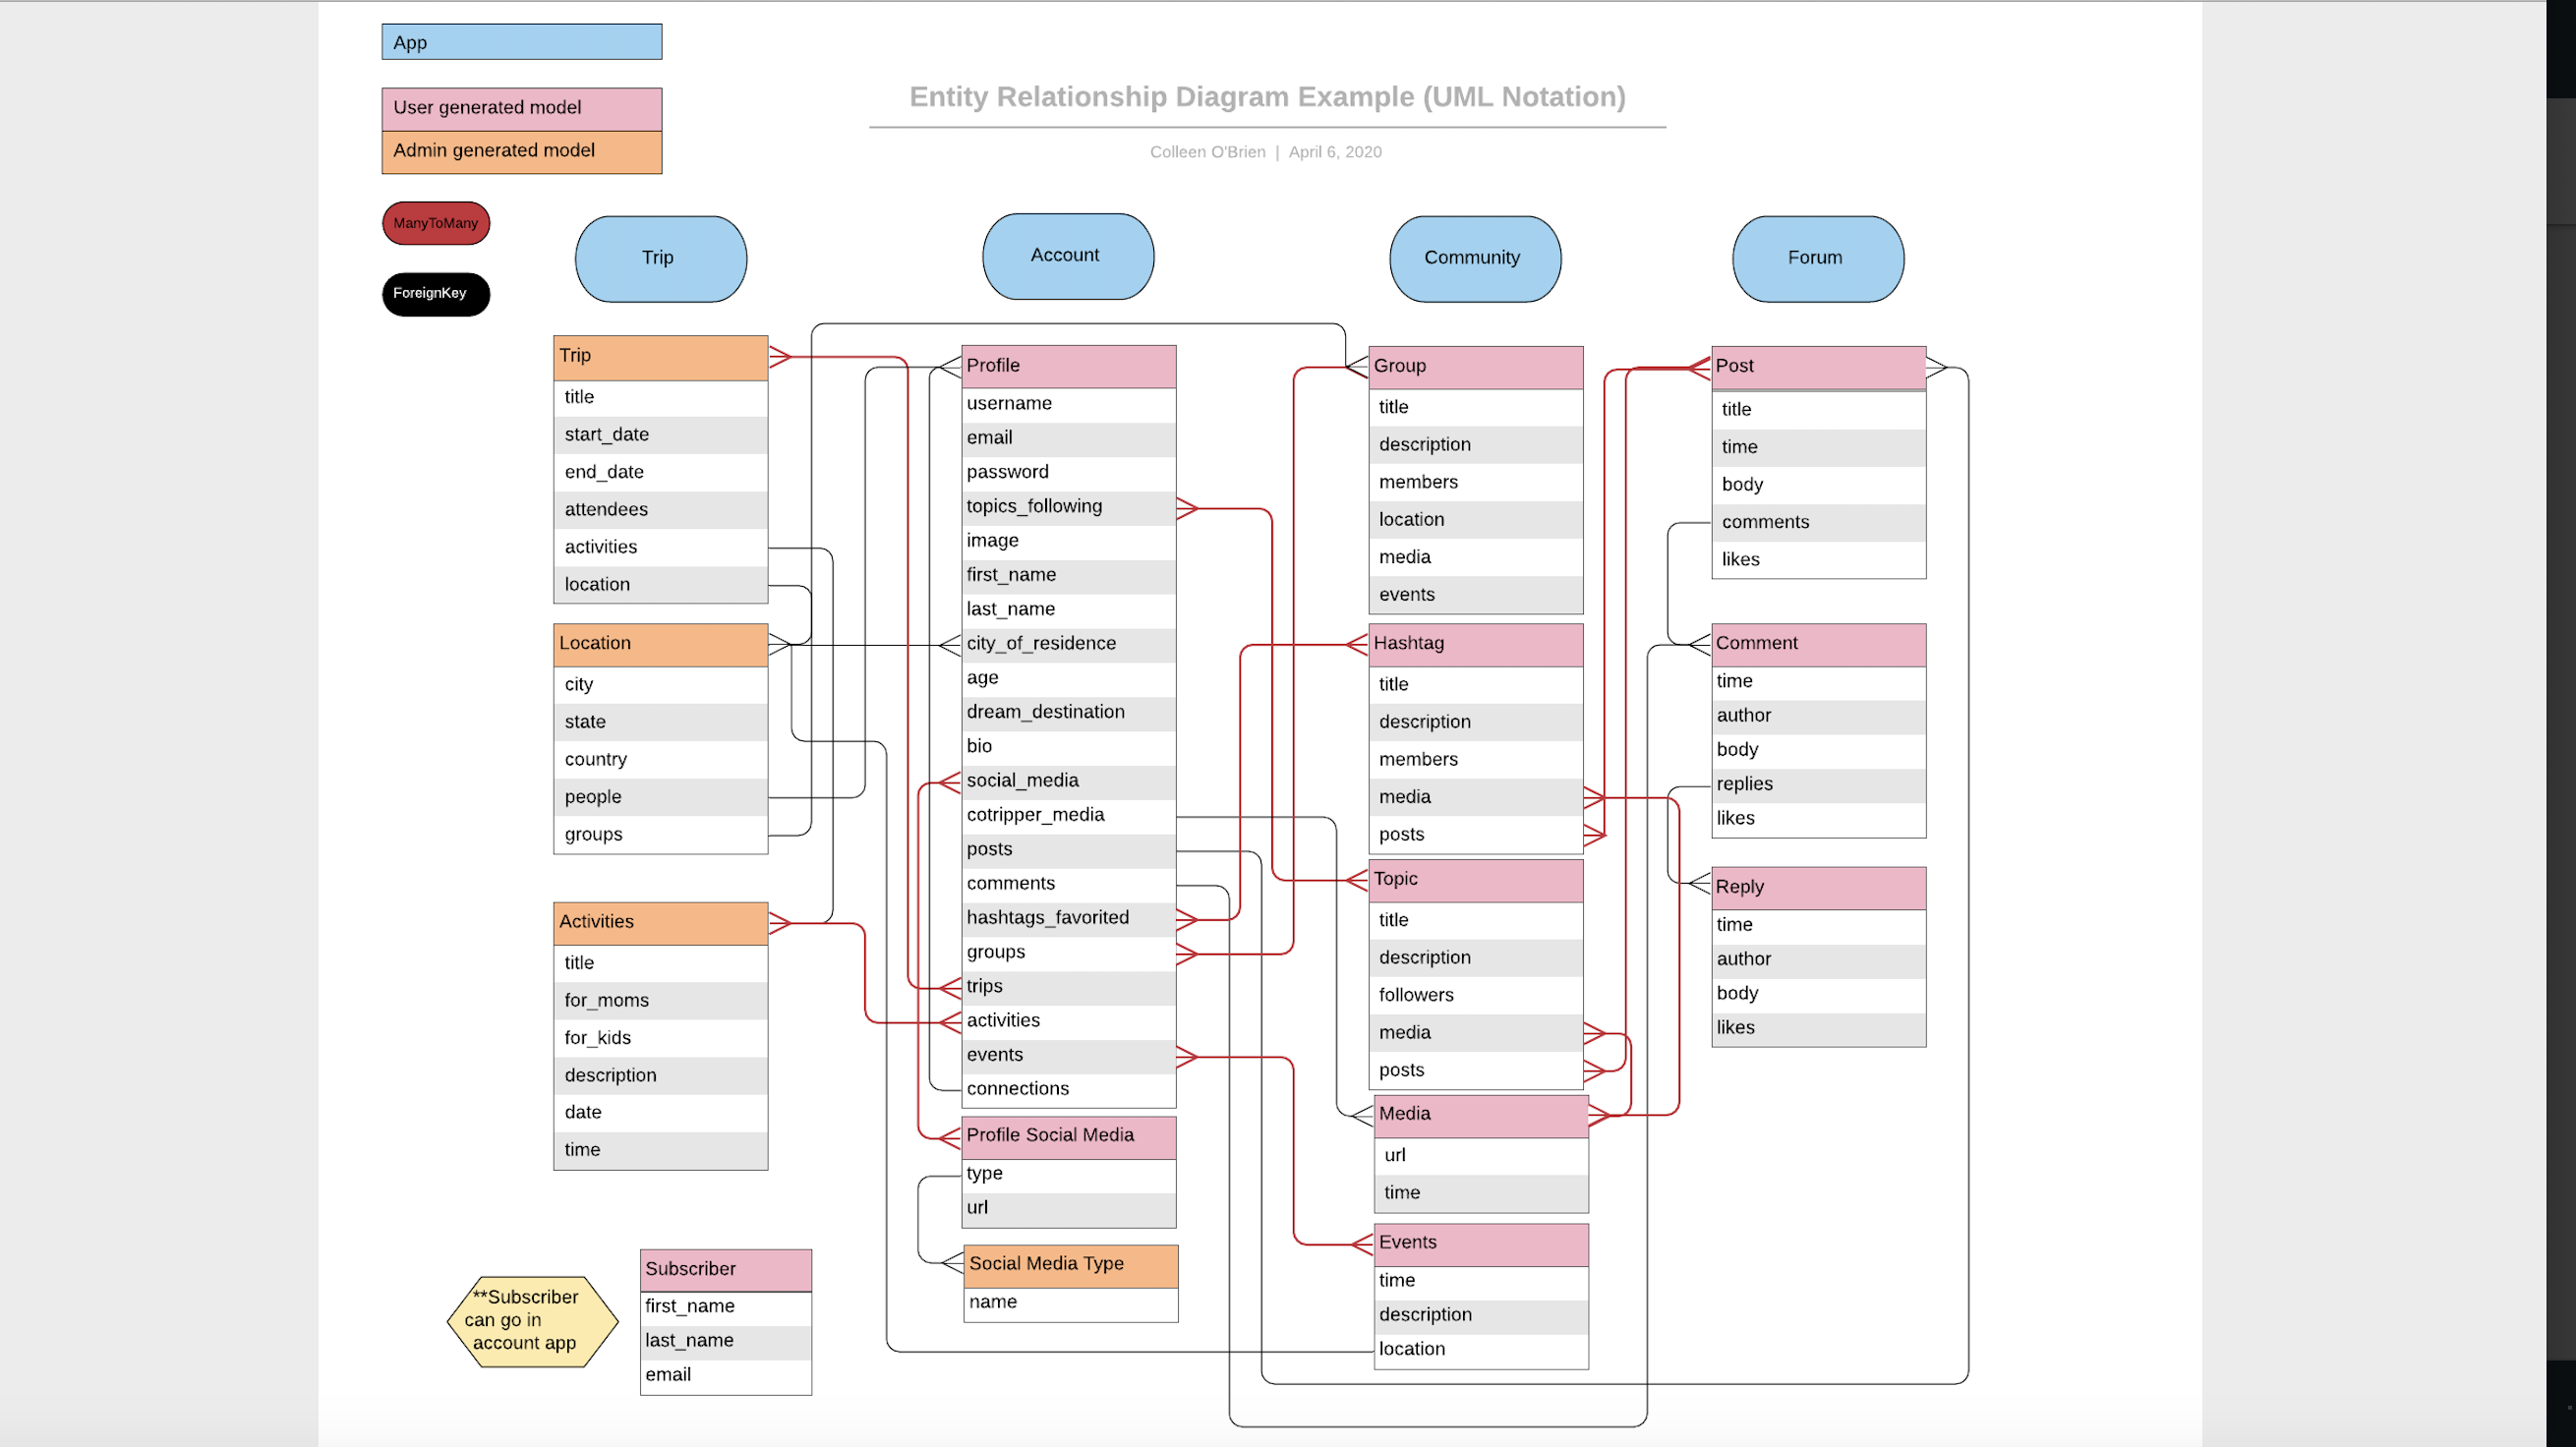 App
User generated model
Admin generated model
ManyToMany
ForeignKey
Entity Relationship Diagram Example (UML Notation)
Colleen O'Brien | April 6, 2020
Trip
Account
Community
Forum
Trip
title
start_date
end_date
attendees
activities
location
Location
city
state
country
people
groups
Activities
title
for_moms
for_kids
description
date
time
**Subscriber
can go in
account app
Subscriber
first_name
last_name
email
Profile
username
email
password
topics_following
image
first_name
last_name
city_of_residence
age
dream_destination
bio
social_media
cotripper_media
posts
comments
hashtags_favorited
groups
trips
activities
events
connections
Profile Social Media
type
url
Social Media Type
name
Group
title
description
members
location
media
events
Hashtag
title
description
members
media
posts
Topic
title
description
followers
media
posts
Media
url
time
Events
time
description
location
Post
title
time
body
comments
likes
Comment
time
author
body
replies
likes
Reply
time
author
body
likes